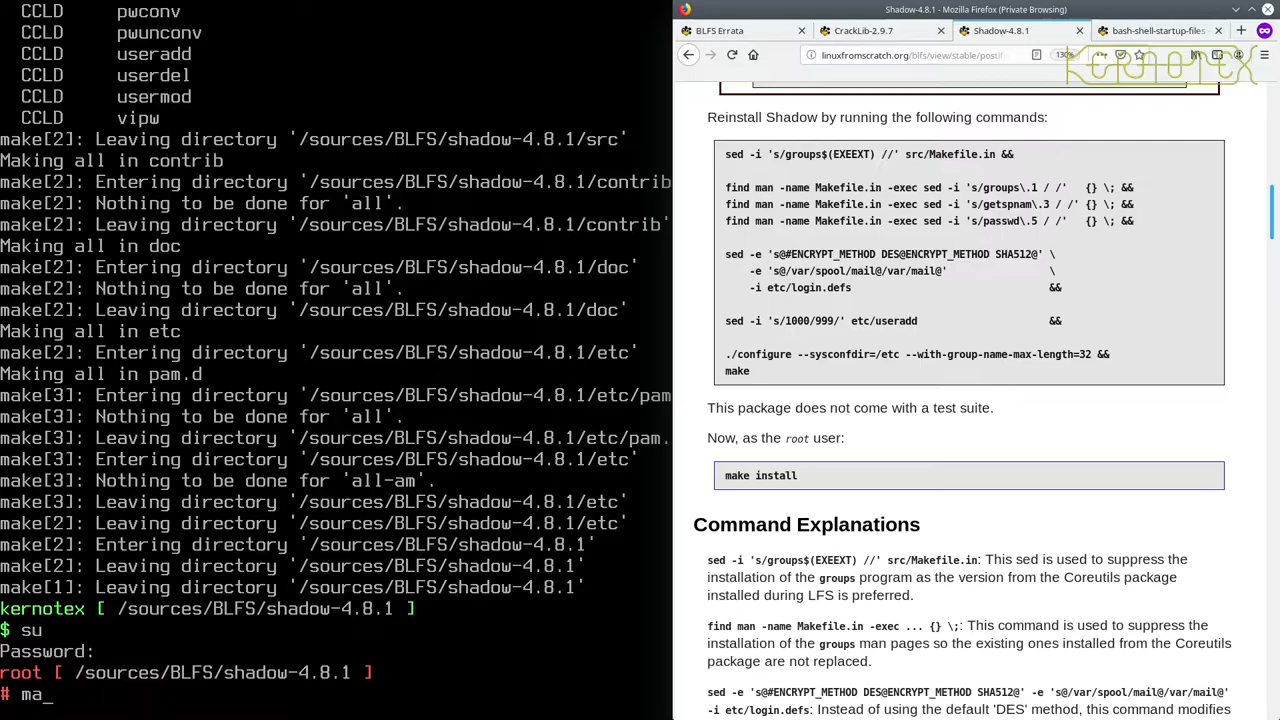 CCLD pwconv
CCLD pwunconv
CCLD useradd
CCLD userdel
CCLD usermod
CCLD vipw
make[2]: Leaving directory '/sources/BLFS/shadow-4.8.1/src'
Making all in contrib
make[2]: Entering directory '/sources/BLFS/shadow-4.8.1/contrib
make[2]: Nothing to be done for 'all'.
make[2]: Leaving directory '/sources/BLFS/shadow-4.8.1/contrib'
Making all in doc
make[2]: Entering directory '/sources/BLFS/shadow-4.8.1/doc'
make[2]: Nothing to be done for 'all'.
make[2]: Leaving directory '/sources/BLFS/shadow-4.8.1/doc'
Making all in etc
make[2]: Entering directory '/sources/BLFS/shadow-4.8.1/etc'
Making all in pam.d
make[3]: Entering directory '/sources/BLFS/shadow-4.8.1/etc/pam
make[3]: Nothing to be done for 'all'.
make[3]: Leaving directory '/sources/BLFS/shadow-4.8.1/etc/pam.
make[3]: Entering directory '/sources/BLFS/shadow-4.8.1/etc'
make[3]: Nothing to be done for 'all-am'.
make[3]: Leaving directory '/sources/BLFS/shadow-4.8.1/etc'
make[2]: Leaving directory '/sources/BLFS/shadow-4.8.1/etc'
make[2]: Entering directory '/sources/BLFS/shadow-4.8.1'
make[2]: Leaving directory '/sources/BLFS/shadow-4.8.1'
make[1]: Leaving directory '/sources/BLFS/shadow-4.8.1'
kernotex [ /sources/BLFS/shadow-4.8.1 ]
$ su
Password:
root [ /sources/BLFS/shadow-4.8.1 ]
# ma_
Shadow-4.8.1 - Mozilla Firefox (Private Browsing)
BLFS Errata
CrackLib-2.9.7
Shadow-4.8.1
bash-shell-startup-files
linuxfromscratch.org/blfs/view/stable/postlf
130%
KERNOTEX
Reinstall Shadow by running the following commands:
sed -i 's/groups$(EXEEXT) //' src/Makefile.in &&
find man -name Makefile.in -exec sed -i 's/groups\.1 / /' {} \; &&
find man -name Makefile.in -exec sed -i 's/getspnam\.3 / /' {} \; &&
find man -name Makefile.in -exec sed -i 's/passwd\.5 / /' {} \; &&
sed -e 's@#ENCRYPT_METHOD DES@ENCRYPT_METHOD SHA512@' \
-e 's@/var/spool/mail@/var/mail@' \
-i etc/login.defs &&
sed -i 's/1000/999/' etc/useradd &&
./configure --sysconfdir=/etc --with-group-name-max-length=32 &&
make
This package does not come with a test suite.
Now, as the root user:
make install
Command Explanations
sed -i 's/groups$(EXEEXT) //' src/Makefile.in: This sed is used to suppress the
installation of the groups program as the version from the Coreutils package
installed during LFS is preferred.
find man -name Makefile.in -exec ... {} \;: This command is used to suppress the
installation of the groups man pages so the existing ones installed from the Coreutils
package are not replaced.
sed -e 's@#ENCRYPT_METHOD DES@ENCRYPT_METHOD SHA512@' -e 's@/var/spool/mail@/var/mail@'
-i etc/login.defs: Instead of using the default 'DES' method, this command modifies